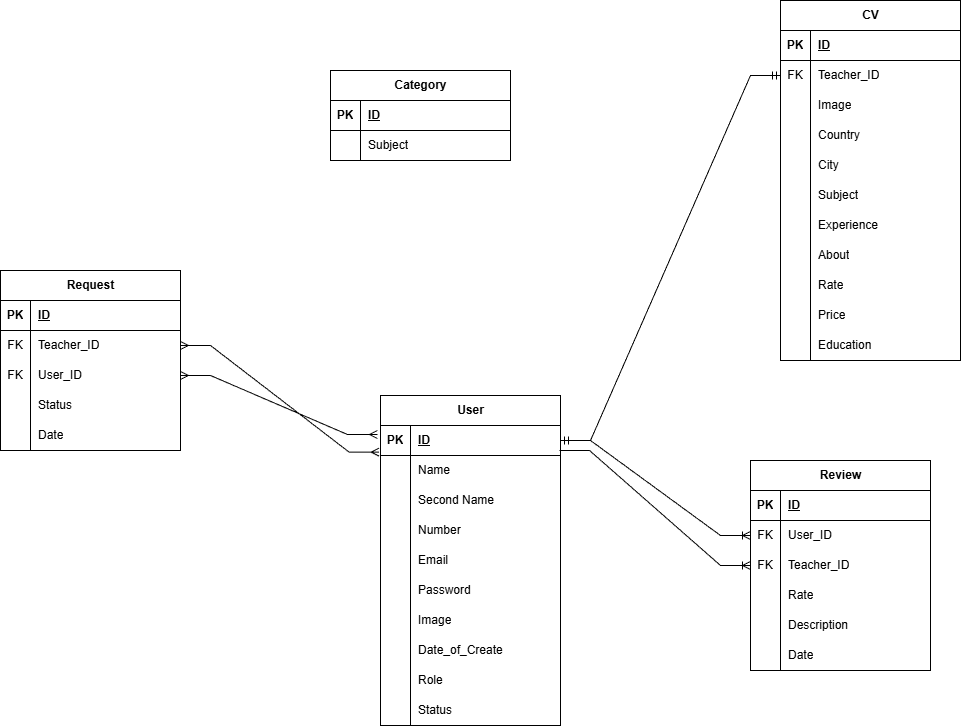 CV
PK ID
FK Teacher_ID
Image
Country
City
Subject
Experience
About
Rate
Price
Education
Category
PK ID
Subject
Request
PK ID
FK Teacher_ID
FK User_ID
Status
Date
User
PK ID
Name
Second Name
Number
Email
Password
Image
Date_of_Create
Role
Status
Review
PK ID
FK User_ID
FK Teacher_ID
Rate
Description
Date